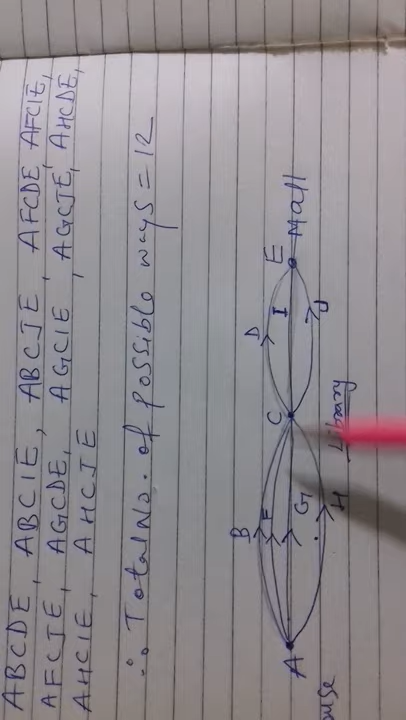 ABCDE, ABCIE, ABCJE, AFCDE, AFCIE,
AFCJE, AGCDE, AGCIE, AGCJE, AHCDE,
AHCIE, AHCJE
∴ Total No. of possible ways = 12
B
D
F
A
C
I
E
Mall
G
H
J
Library